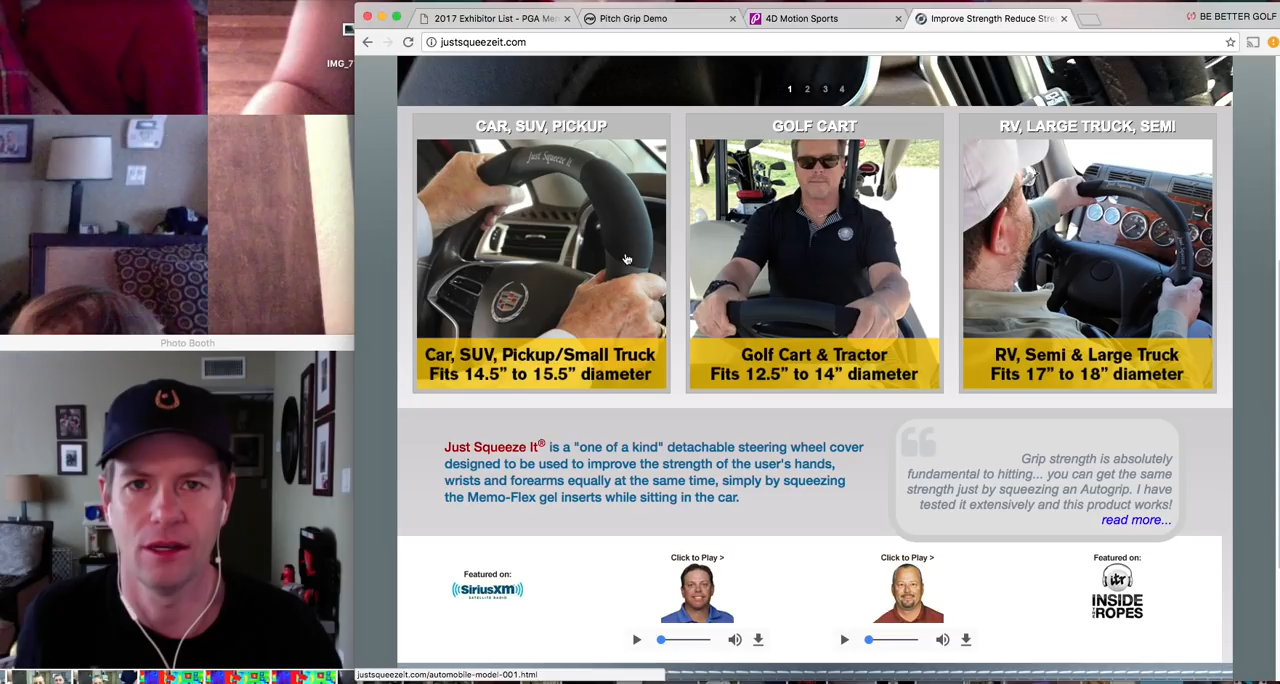 2017 Exhibitor List - PGA Me
Pitch Grip Demo
4D Motion Sports
Improve Strength Reduce Stre
BE BETTER GOLF
justsqueezeit.com
IMG_7
1 2 3 4
CAR, SUV, PICKUP
Just Squeeze It
Car, SUV, Pickup/Small Truck
Fits 14.5” to 15.5” diameter
GOLF CART
Golf Cart & Tractor
Fits 12.5” to 14” diameter
RV, LARGE TRUCK, SEMI
RV, Semi & Large Truck
Fits 17” to 18” diameter
Photo Booth
Just Squeeze It® is a "one of a kind" detachable steering wheel cover
designed to be used to improve the strength of the user's hands,
wrists and forearms equally at the same time, simply by squeezing
the Memo-Flex gel inserts while sitting in the car.
Grip strength is absolutely
fundamental to hitting... you can get the same
strength just by squeezing an Autogrip. I have
tested it extensively and this product works!
read more...
Featured on:
SiriusXM
SATELLITE RADIO
Click to Play >
Click to Play >
Featured on:
itr
INSIDE
THE ROPES
justsqueezeit.com/automobile-model-001.html